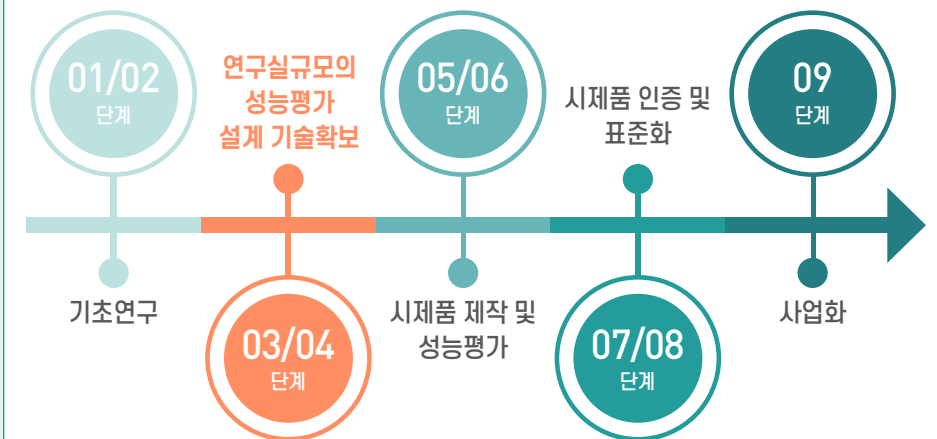 01/02
단계
기초연구
연구실규모의
성능평가
설계 기술확보
03/04
단계
05/06
단계
시제품 제작 및
성능평가
시제품 인증 및
표준화
07/08
단계
09
단계
사업화